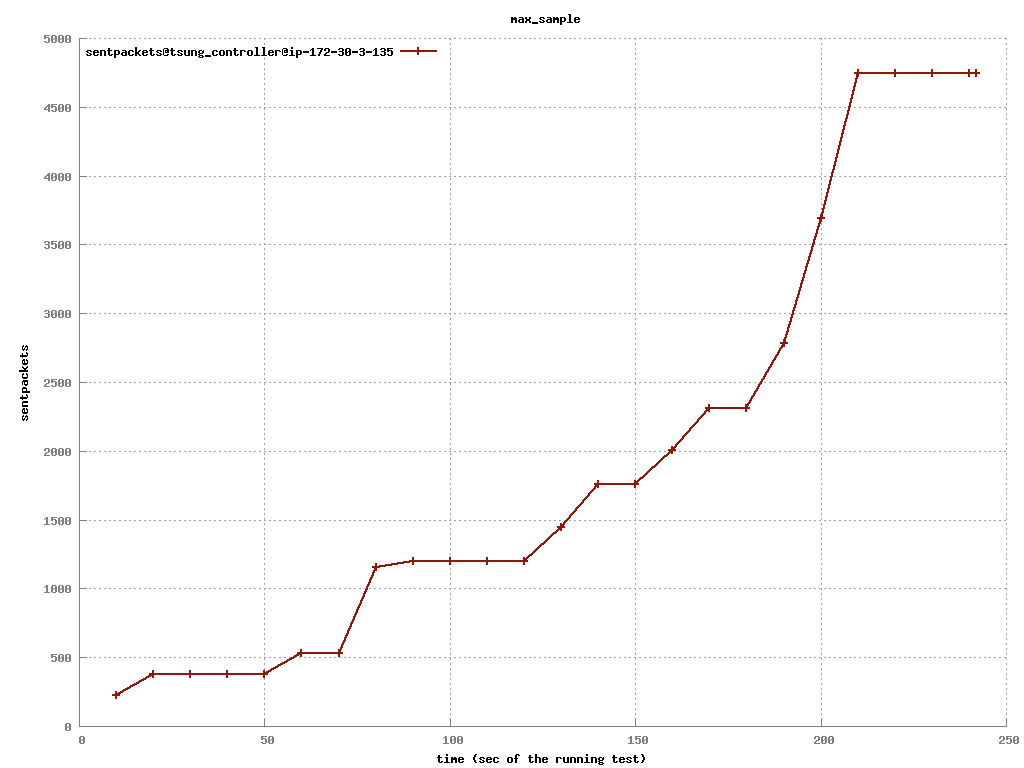 max_sample
sentpackets@tsung_controller@ip-172-30-3-135
5000
4500
4000
3500
3000
2500
2000
1500
1000
500
0
sentpackets
0 50 100 150 200 250
time (sec of the running test)